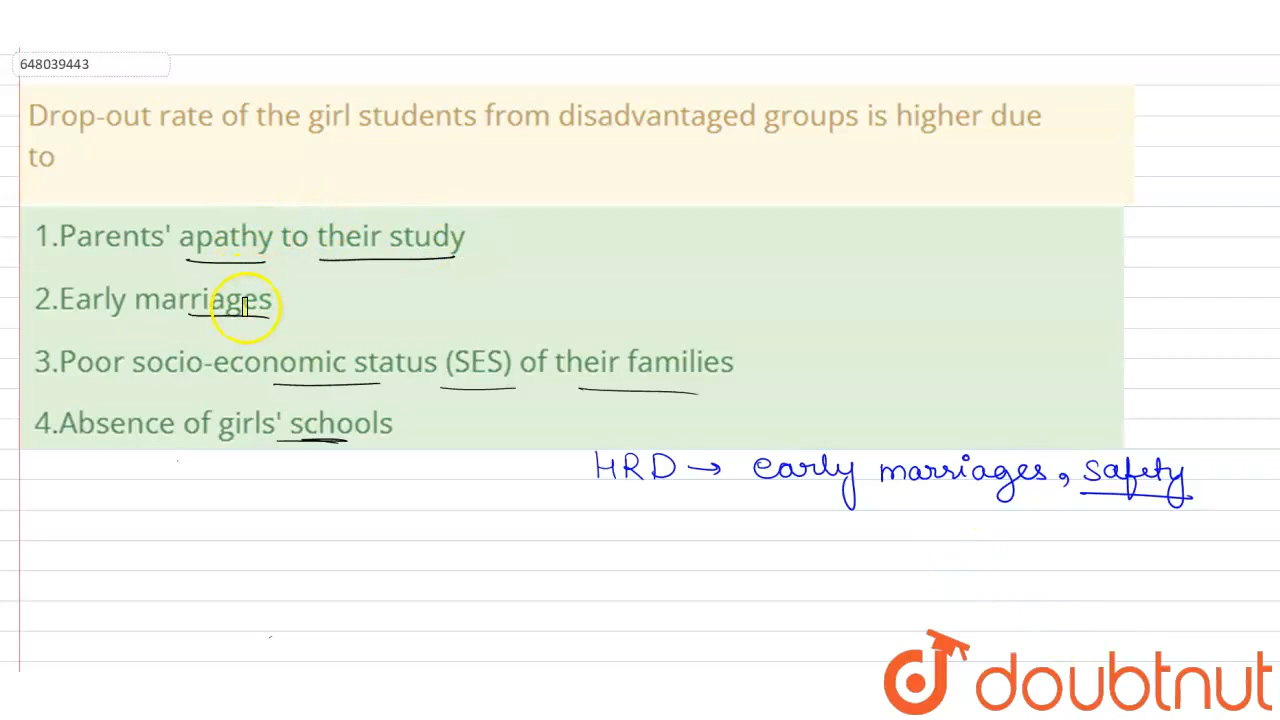 648039443
Drop-out rate of the girl students from disadvantaged groups is higher due
to
1.Parents' apathy to their study
2.Early marriages
3.Poor socio-economic status (SES) of their families
4.Absence of girls' schools
HRD → early marriages, safety
doubtnut